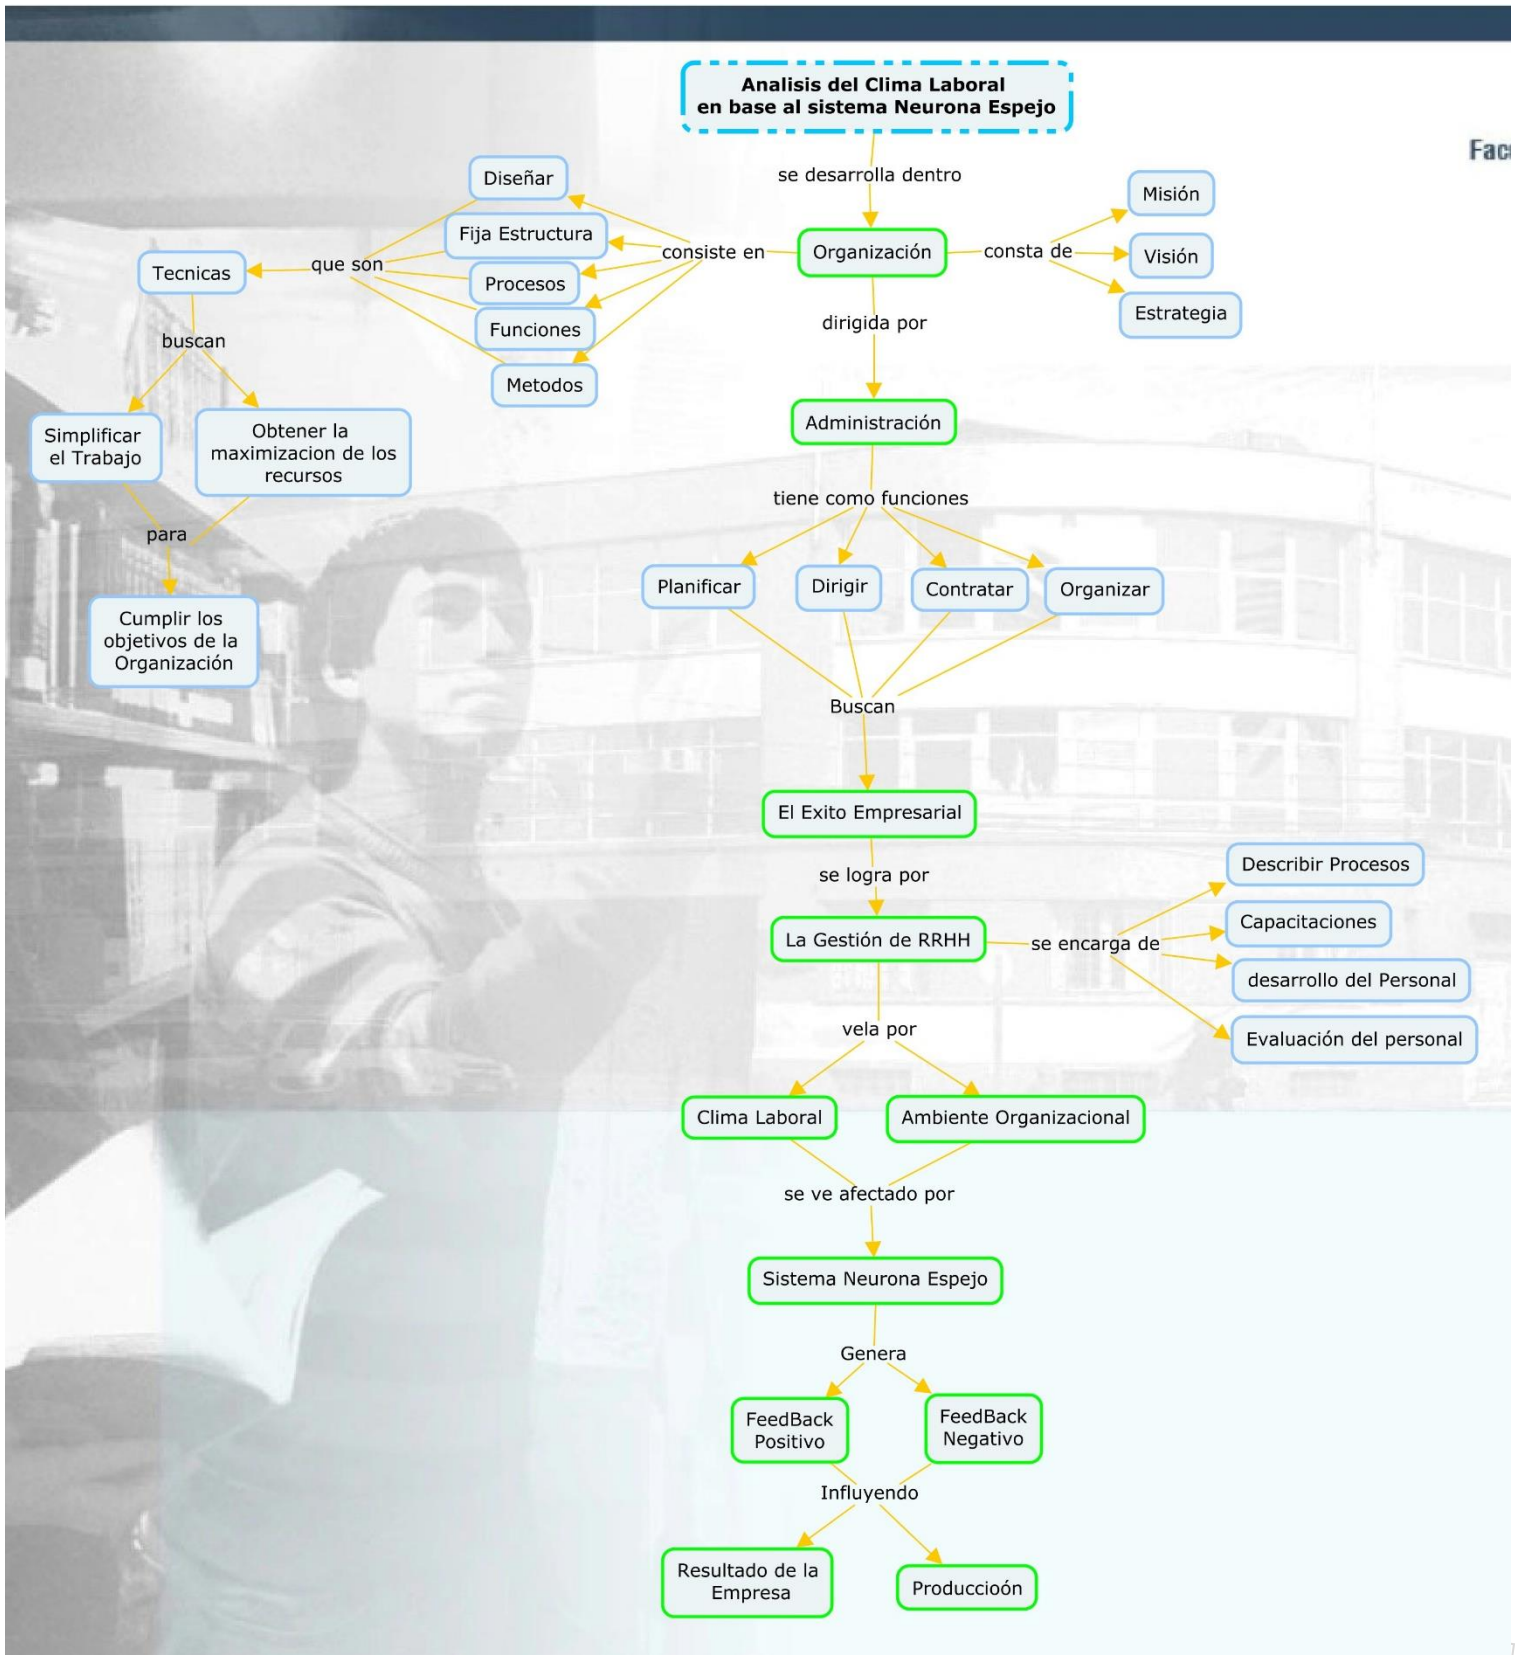 Analisis del Clima Laboral
en base al sistema Neurona Espejo
Fac
se desarrolla dentro
Diseñar
Fija Estructura
Procesos
Funciones
Metodos
consiste en
Organización
consta de
Misión
Visión
Estrategia
que son
Tecnicas
buscan
Simplificar
el Trabajo
Obtener la
maximizacion de los
recursos
para
Cumplir los
objetivos de la
Organización
dirigida por
Administración
tiene como funciones
Planificar
Dirigir
Contratar
Organizar
Buscan
El Exito Empresarial
se logra por
La Gestión de RRHH
se encarga de
Describir Procesos
Capacitaciones
desarrollo del Personal
Evaluación del personal
vela por
Clima Laboral
Ambiente Organizacional
se ve afectado por
Sistema Neurona Espejo
Genera
FeedBack
Positivo
FeedBack
Negativo
Influyendo
Resultado de la
Empresa
Produccioón